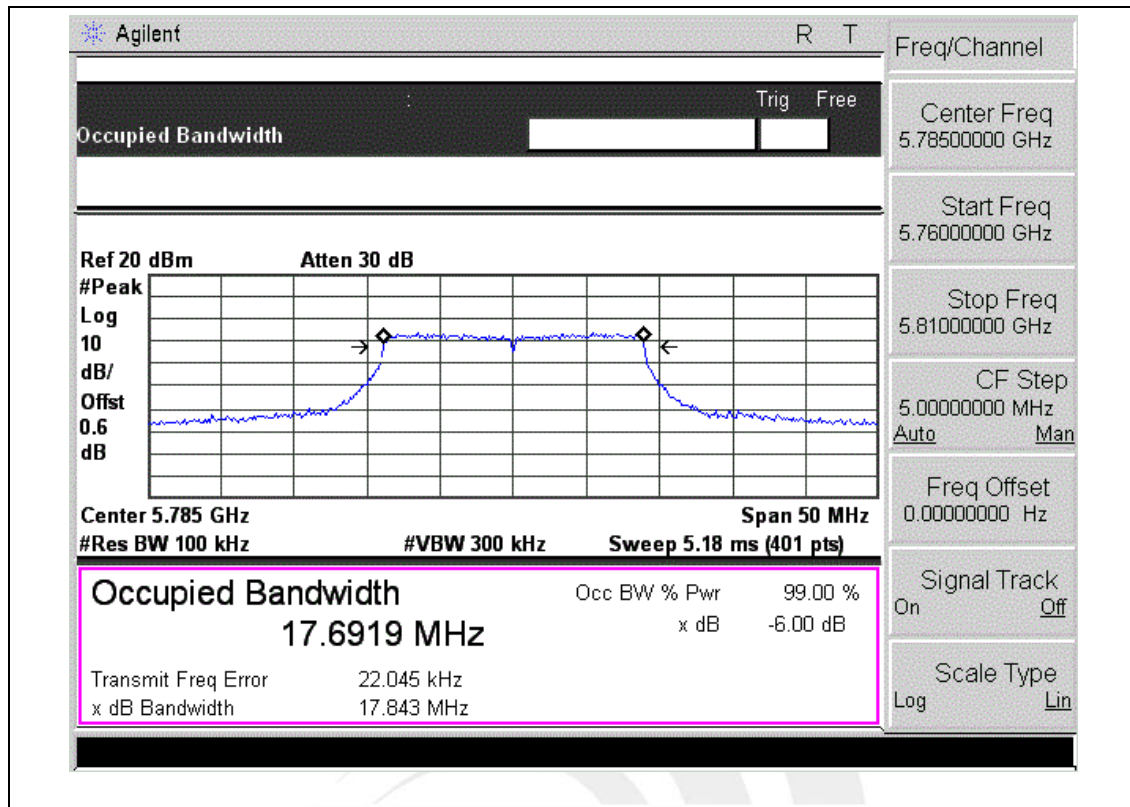 Agilent R T
Freq/Channel
: Trig Free
Occupied Bandwidth
Center Freq
5.78500000 GHz
Start Freq
5.76000000 GHz
Stop Freq
5.81000000 GHz
CF Step
5.00000000 MHz
Auto Man
Freq Offset
0.00000000 Hz
Signal Track
On Off
Scale Type
Log Lin
Ref 20 dBm Atten 30 dB
#Peak
Log
10
dB/
Offst
0.6
dB
Center 5.785 GHz Span 50 MHz
#Res BW 100 kHz #VBW 300 kHz Sweep 5.18 ms (401 pts)
Occupied Bandwidth Occ BW % Pwr 99.00 %
17.6919 MHz x dB -6.00 dB
Transmit Freq Error 22.045 kHz
x dB Bandwidth 17.843 MHz